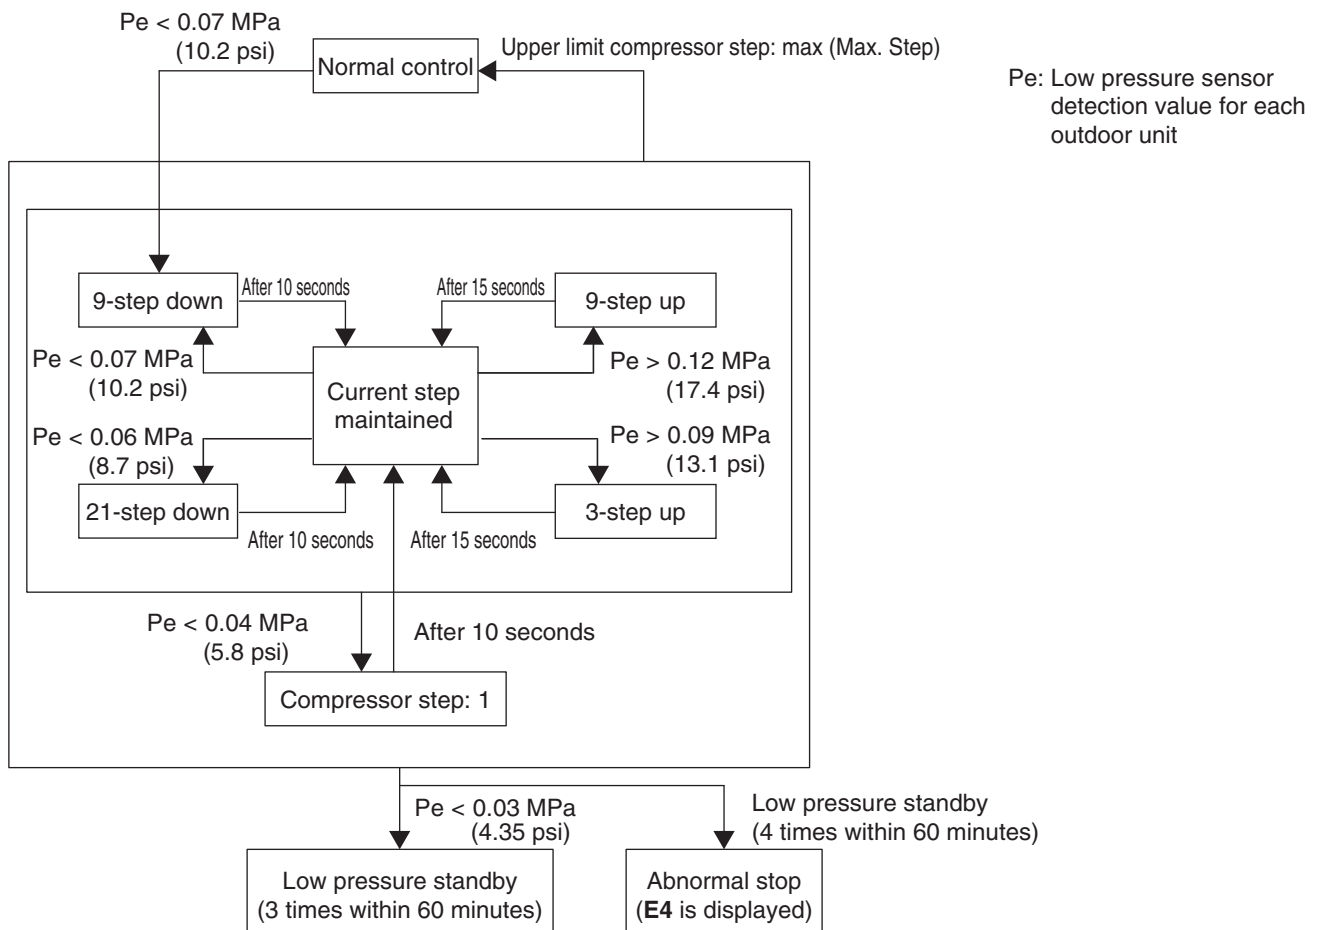 Pe < 0.07 MPa
(10.2 psi)
Normal control
Upper limit compressor step: max (Max. Step)
Pe: Low pressure sensor
detection value for each
outdoor unit
9-step down
After 10 seconds
After 15 seconds
9-step up
Pe < 0.07 MPa
(10.2 psi)
Current step
maintained
Pe > 0.12 MPa
(17.4 psi)
Pe < 0.06 MPa
(8.7 psi)
Pe > 0.09 MPa
(13.1 psi)
21-step down
After 10 seconds
After 15 seconds
3-step up
Pe < 0.04 MPa
(5.8 psi)
After 10 seconds
Compressor step: 1
Pe < 0.03 MPa
(4.35 psi)
Low pressure standby
(4 times within 60 minutes)
Low pressure standby
(3 times within 60 minutes)
Abnormal stop
(E4 is displayed)